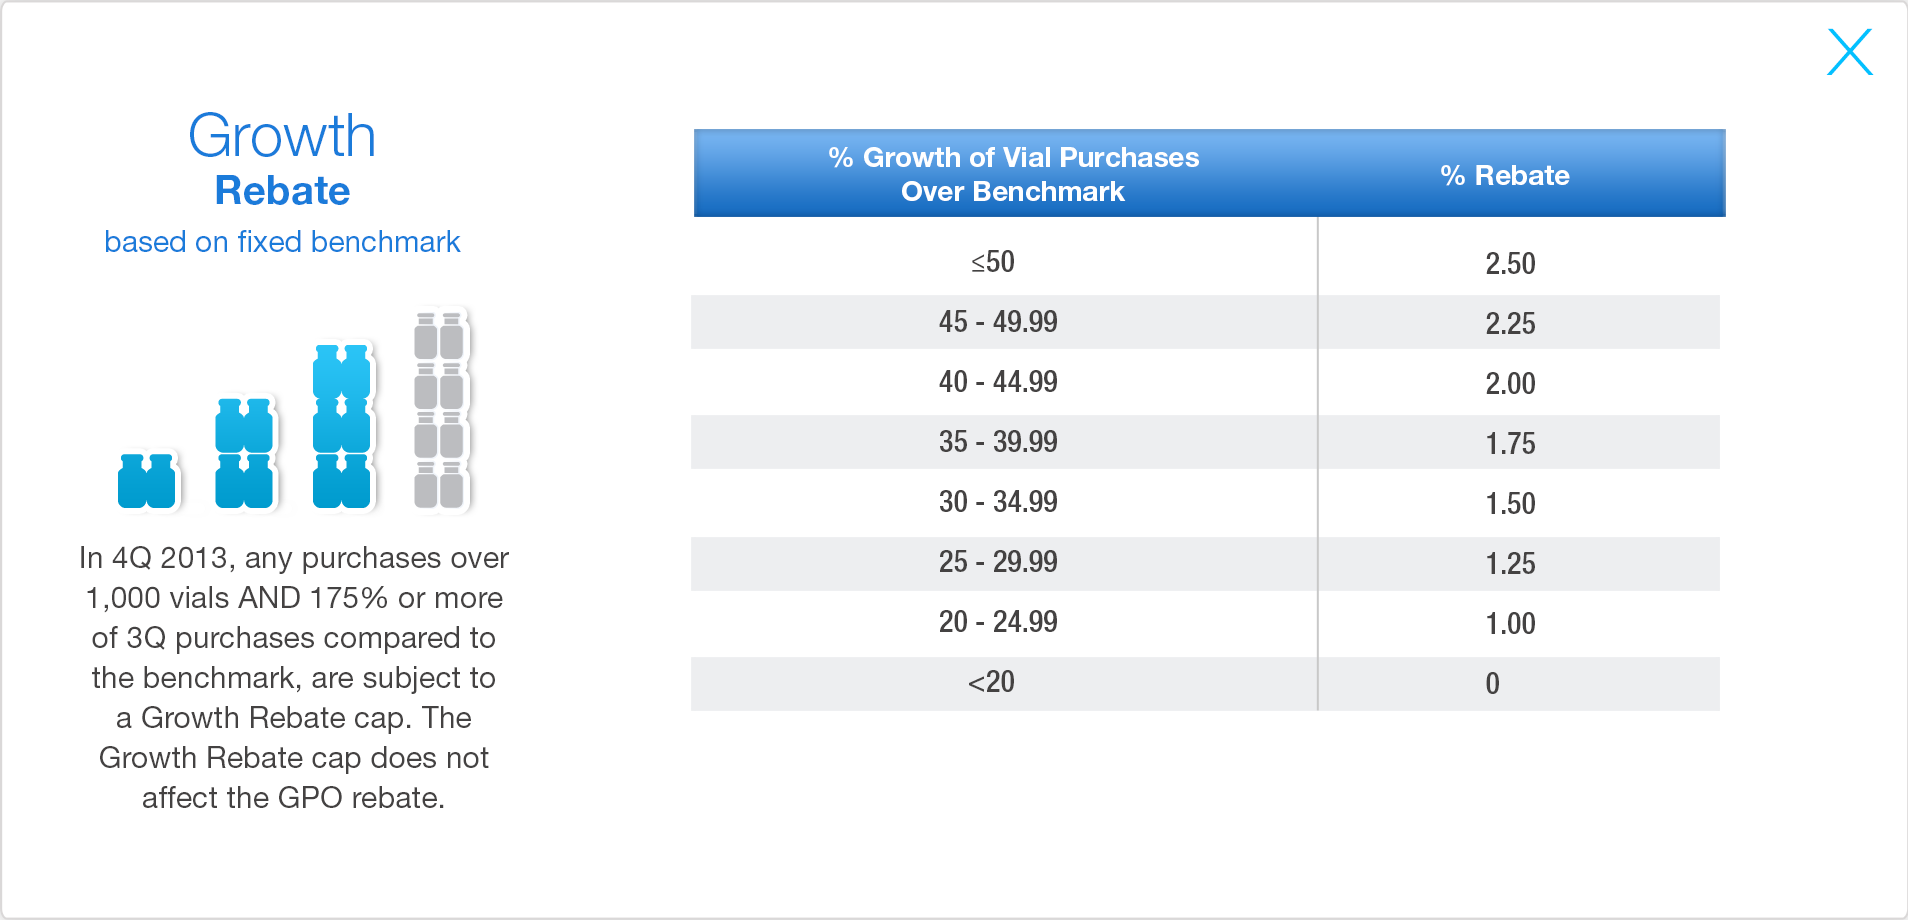 Growth
Rebate
based on fixed benchmark
In 4Q 2013, any purchases over
1,000 vials AND 175% or more
of 3Q purchases compared to
the benchmark, are subject to
a Growth Rebate cap. The
Growth Rebate cap does not
affect the GPO rebate.
% Growth of Vial Purchases
Over Benchmark
% Rebate
≤50 2.50
45 - 49.99 2.25
40 - 44.99 2.00
35 - 39.99 1.75
30 - 34.99 1.50
25 - 29.99 1.25
20 - 24.99 1.00
<20 0